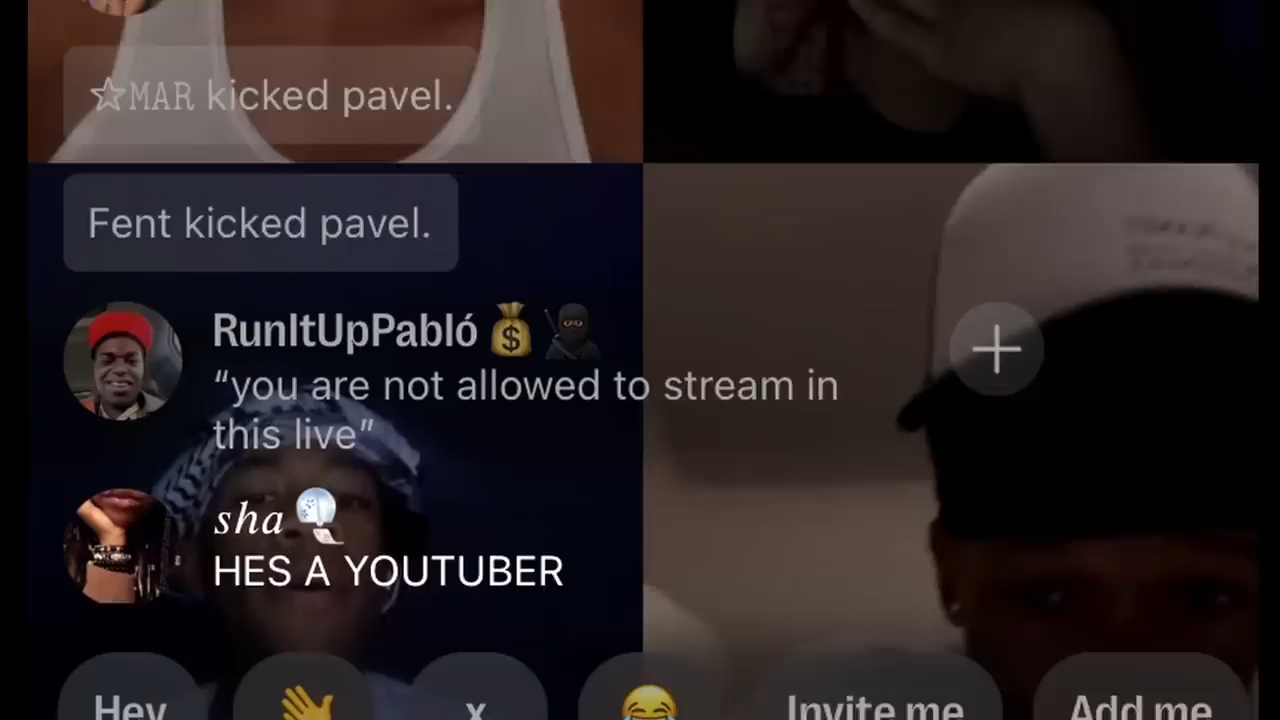 ☆MAR kicked pavel.
Fent kicked pavel.
RunItUpPabló 💰🥷
“you are not allowed to stream in
this live”
sha
HES A YOUTUBER
Hey 👋 x 😂 Invite me Add me